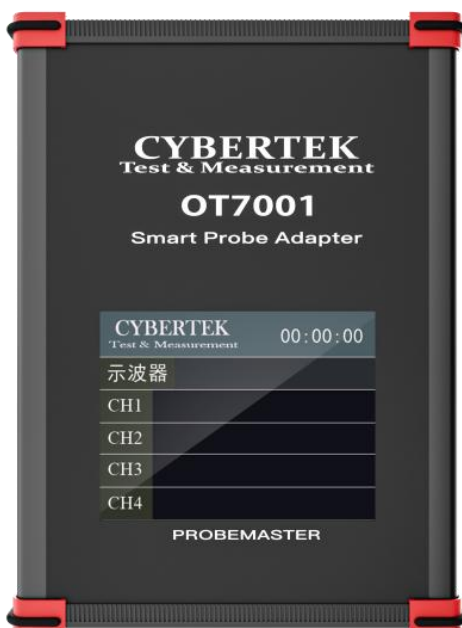 CYBERTEK
Test & Measurement
OT7001
Smart Probe Adapter
CYBERTEK 00:00:00
Test & Measurement
示波器
CH1
CH2
CH3
CH4
PROBEMASTER